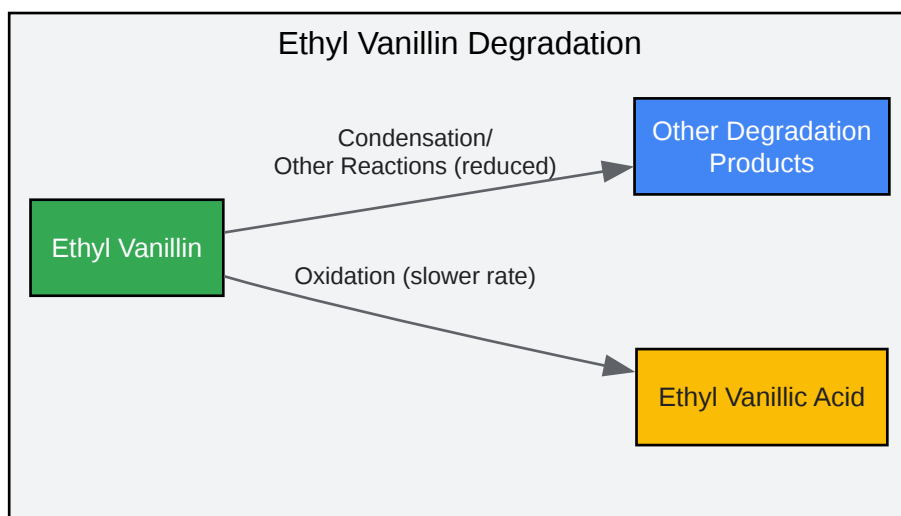 Ethyl Vanillin Degradation
Condensation/
Other Reactions (reduced)
Other Degradation
Products
Ethyl Vanillin
Oxidation (slower rate)
Ethyl Vanillic Acid